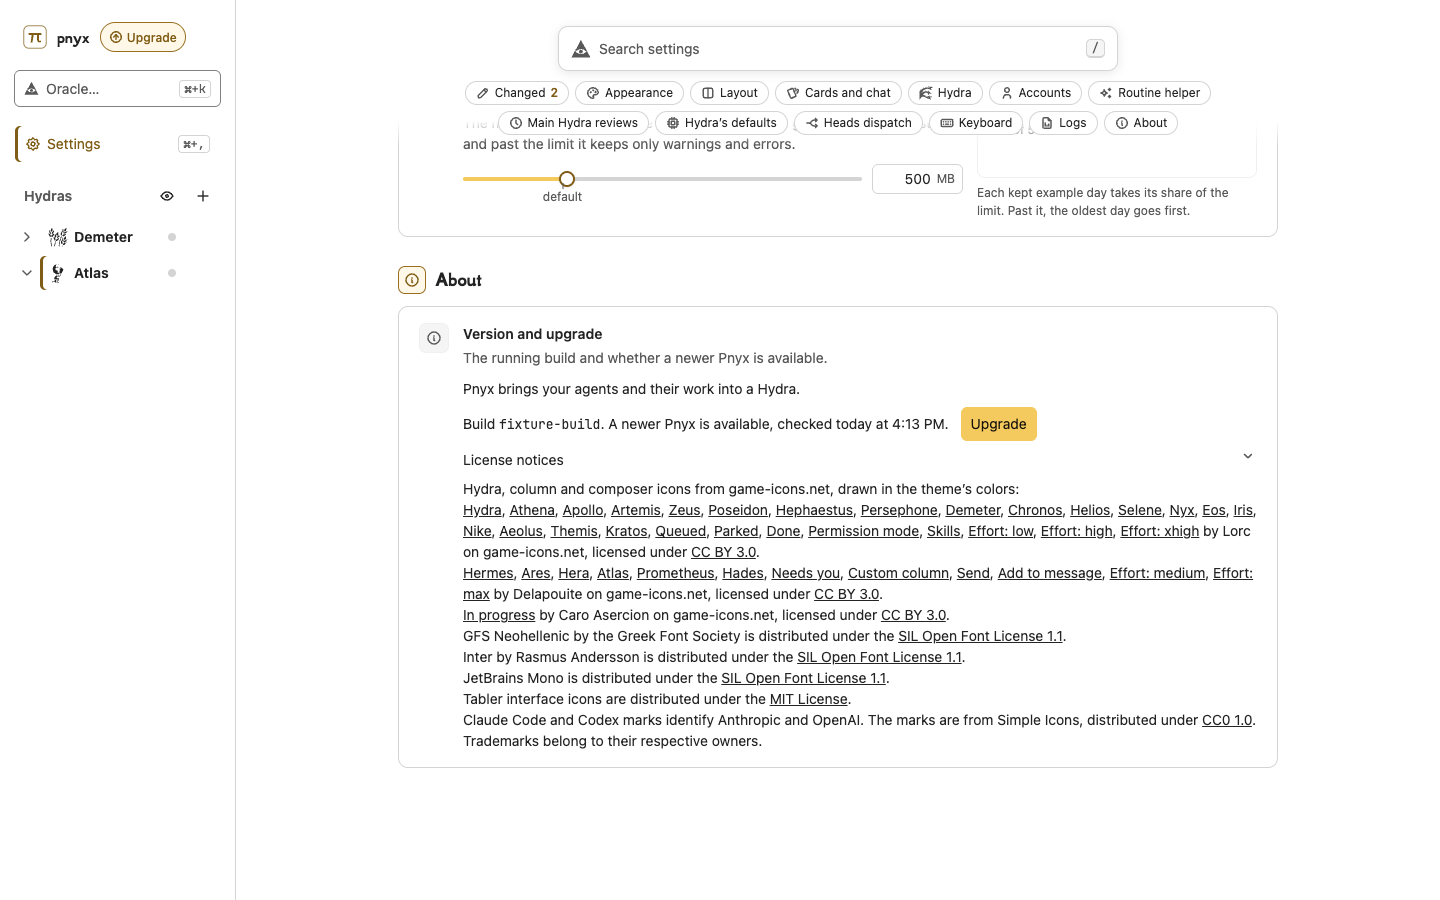 pnyx
Upgrade
Oracle...
⌘+K
Settings
⌘+,
Hydras
Demeter
Atlas
Search settings
/
Changed 2
Appearance
Layout
Cards and chat
Hydra
Accounts
Routine helper
Main Hydra reviews
Hydra's defaults
Heads dispatch
Keyboard
Logs
About
and past the limit it keeps only warnings and errors.
default
500 MB
Each kept example day takes its share of the
limit. Past it, the oldest day goes first.
About
Version and upgrade
The running build and whether a newer Pnyx is available.
Pnyx brings your agents and their work into a Hydra.
Build fixture-build. A newer Pnyx is available, checked today at 4:13 PM.
Upgrade
License notices
Hydra, column and composer icons from game-icons.net, drawn in the theme's colors:
Hydra, Athena, Apollo, Artemis, Zeus, Poseidon, Hephaestus, Persephone, Demeter, Chronos, Helios, Selene, Nyx, Eos, Iris,
Nike, Aeolus, Themis, Kratos, Queued, Parked, Done, Permission mode, Skills, Effort: low, Effort: high, Effort: xhigh by Lorc
on game-icons.net, licensed under CC BY 3.0.
Hermes, Ares, Hera, Atlas, Prometheus, Hades, Needs you, Custom column, Send, Add to message, Effort: medium, Effort:
max by Delapouite on game-icons.net, licensed under CC BY 3.0.
In progress by Caro Asercion on game-icons.net, licensed under CC BY 3.0.
GFS Neohellenic by the Greek Font Society is distributed under the SIL Open Font License 1.1.
Inter by Rasmus Andersson is distributed under the SIL Open Font License 1.1.
JetBrains Mono is distributed under the SIL Open Font License 1.1.
Tabler interface icons are distributed under the MIT License.
Claude Code and Codex marks identify Anthropic and OpenAI. The marks are from Simple Icons, distributed under CC0 1.0.
Trademarks belong to their respective owners.